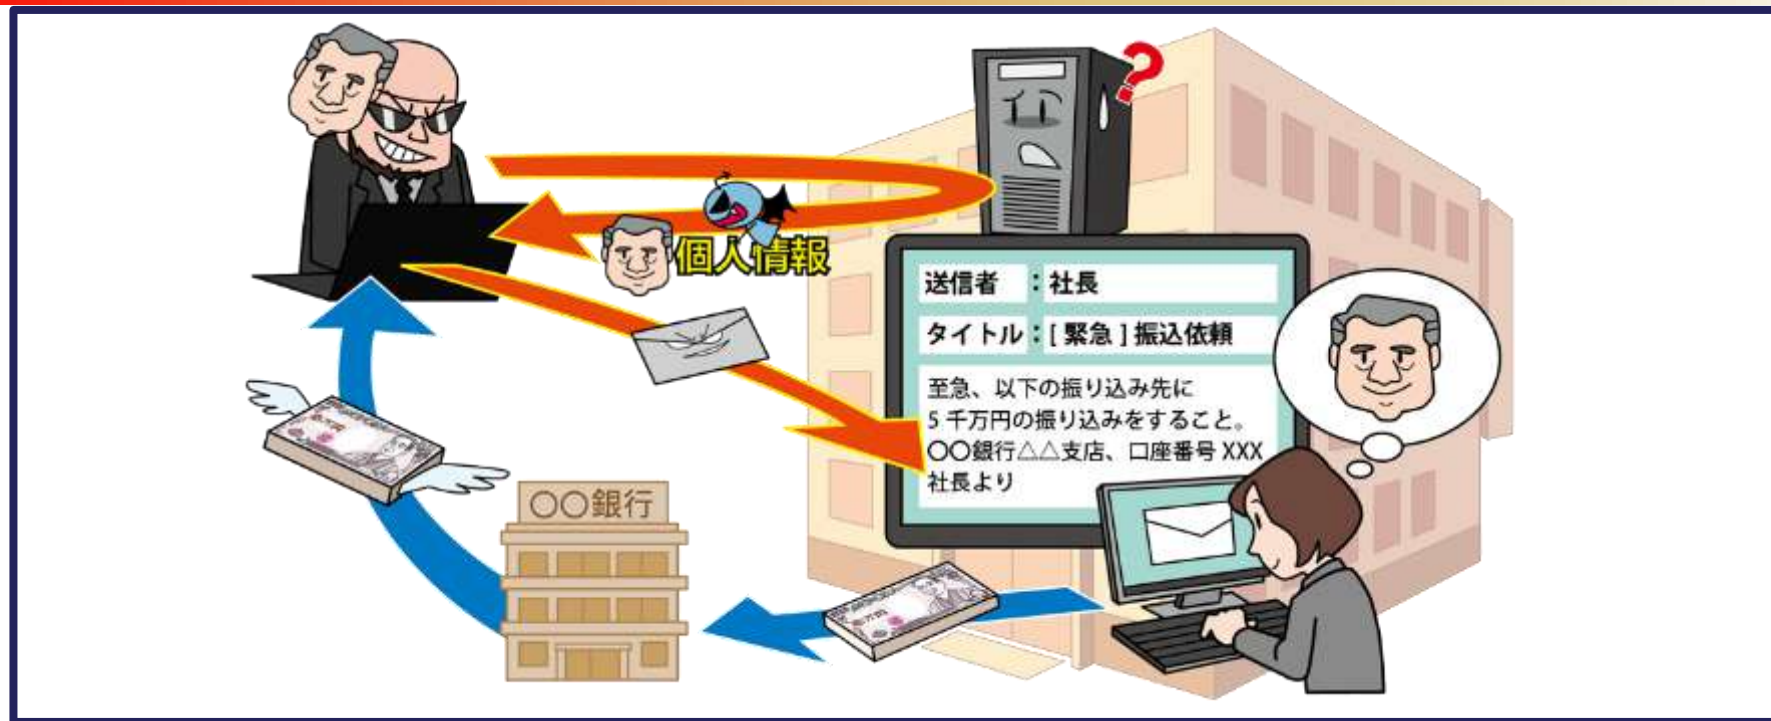 個人情報
送信者 : 社長
タイトル : [ 緊急 ] 振込依頼
至急、以下の振り込み先に
5 千万円の振り込みをすること。
〇〇銀行△△支店、口座番号 XXX
社長より
〇〇銀行